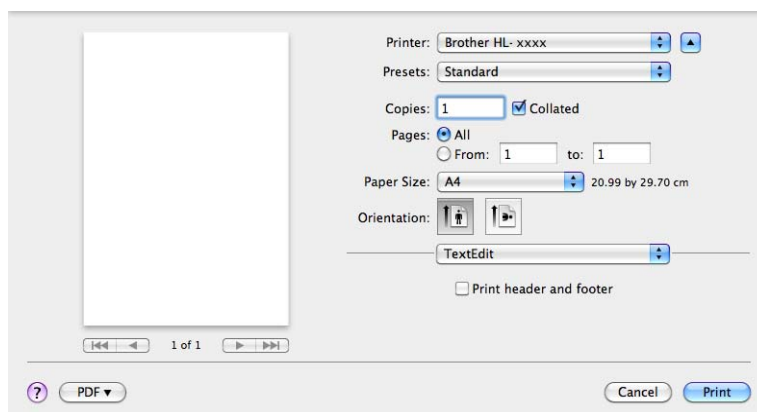 Printer: Brother HL- xxxx
Presets: Standard
Copies: 1 Collated
Pages: All
From: 1 to: 1
Paper Size: A4 20.99 by 29.70 cm
Orientation:
TextEdit
Print header and footer
1 of 1
? PDF▼ Cancel Print